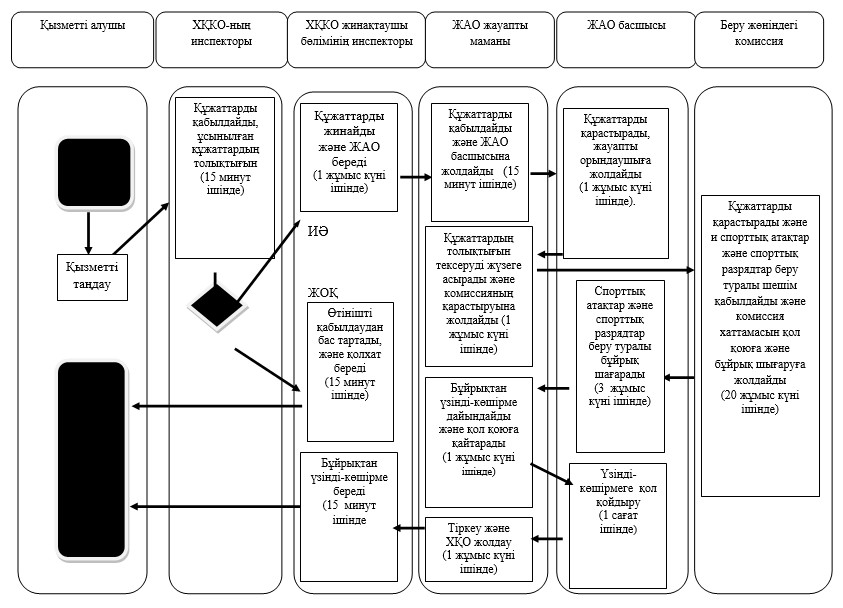 Қызметті алушы
ХҚКО-ның
инспекторы
ХҚКО жинақтаушы
бөлімінің инспекторы
ЖАО жауапты
маманы
ЖАО басшысы
Беру жөніндегі
комиссия
Қызметті
таңдау
Құжаттарды
қабылдайды,
ұсынылған
құжаттардың
толықтығын
(15 минут
ішінде)
Құжаттарды
жинайды
және ЖАО
береді
(1 жұмыс күні
ішінде)
ИӘ
ЖОҚ
Өтінішті
қабылдаудан
бас тартады,
және қолхат
береді
(15 минут
ішінде)
Бұйрықтан
үзінді-көшірме
береді
(15 минут
ішінде
Құжаттарды
қабылдайды
және ЖАО
басшысына
жолдайды (15
минут ішінде)
Құжаттардың
толықтығын
тексеруді жүзеге
асырады және
комиссияның
қарастыруына
жолдайды (1
жұмыс күні
ішінде)
Бұйрықтан
үзінді-көшірме
дайындайды
және қол қоюға
қайтарады
(1 жұмыс күні
ішінде)
Тіркеу және
ХҚО жолдау
(1 жұмыс күні
ішінде)
Құжаттарды
қарастырады,
жауапты
орындаушыға
жолдайды
(1 жұмыс күні
ішінде).
Спорттық
атақтар және
спорттық
разрядтар
беру туралы
бұйрық
шағарады
(3 жұмыс
күні ішінде)
Үзінді-
көшірмеге қол
қойдыру
(1 сағат
ішінде)
Құжаттарды
қарастырады және
и спорттық атақтар
және спорттық
разрядтар беру
туралы шешім
қабылдайды және
комиссия
хаттамасын қол
қоюға және
бұйрық шығаруға
жолдайды
(20 жұмыс күні
ішінде)